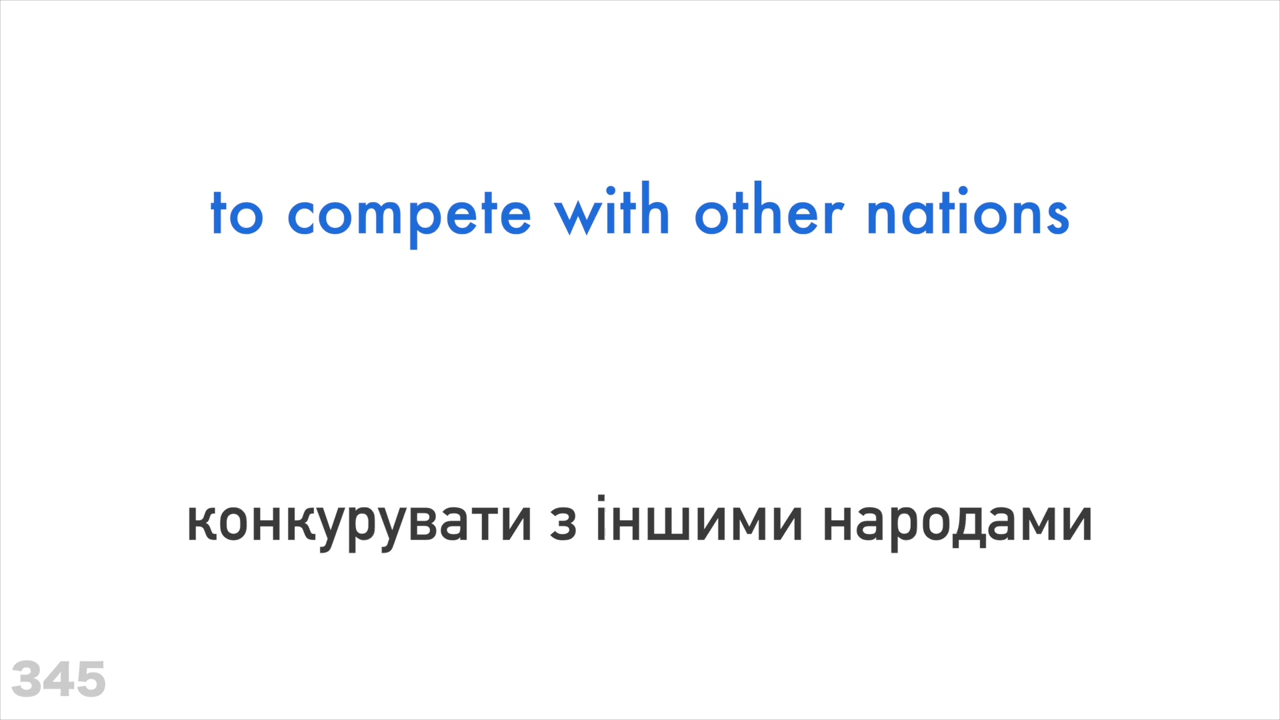 to compete with other nations
конкурувати з іншими народами
345